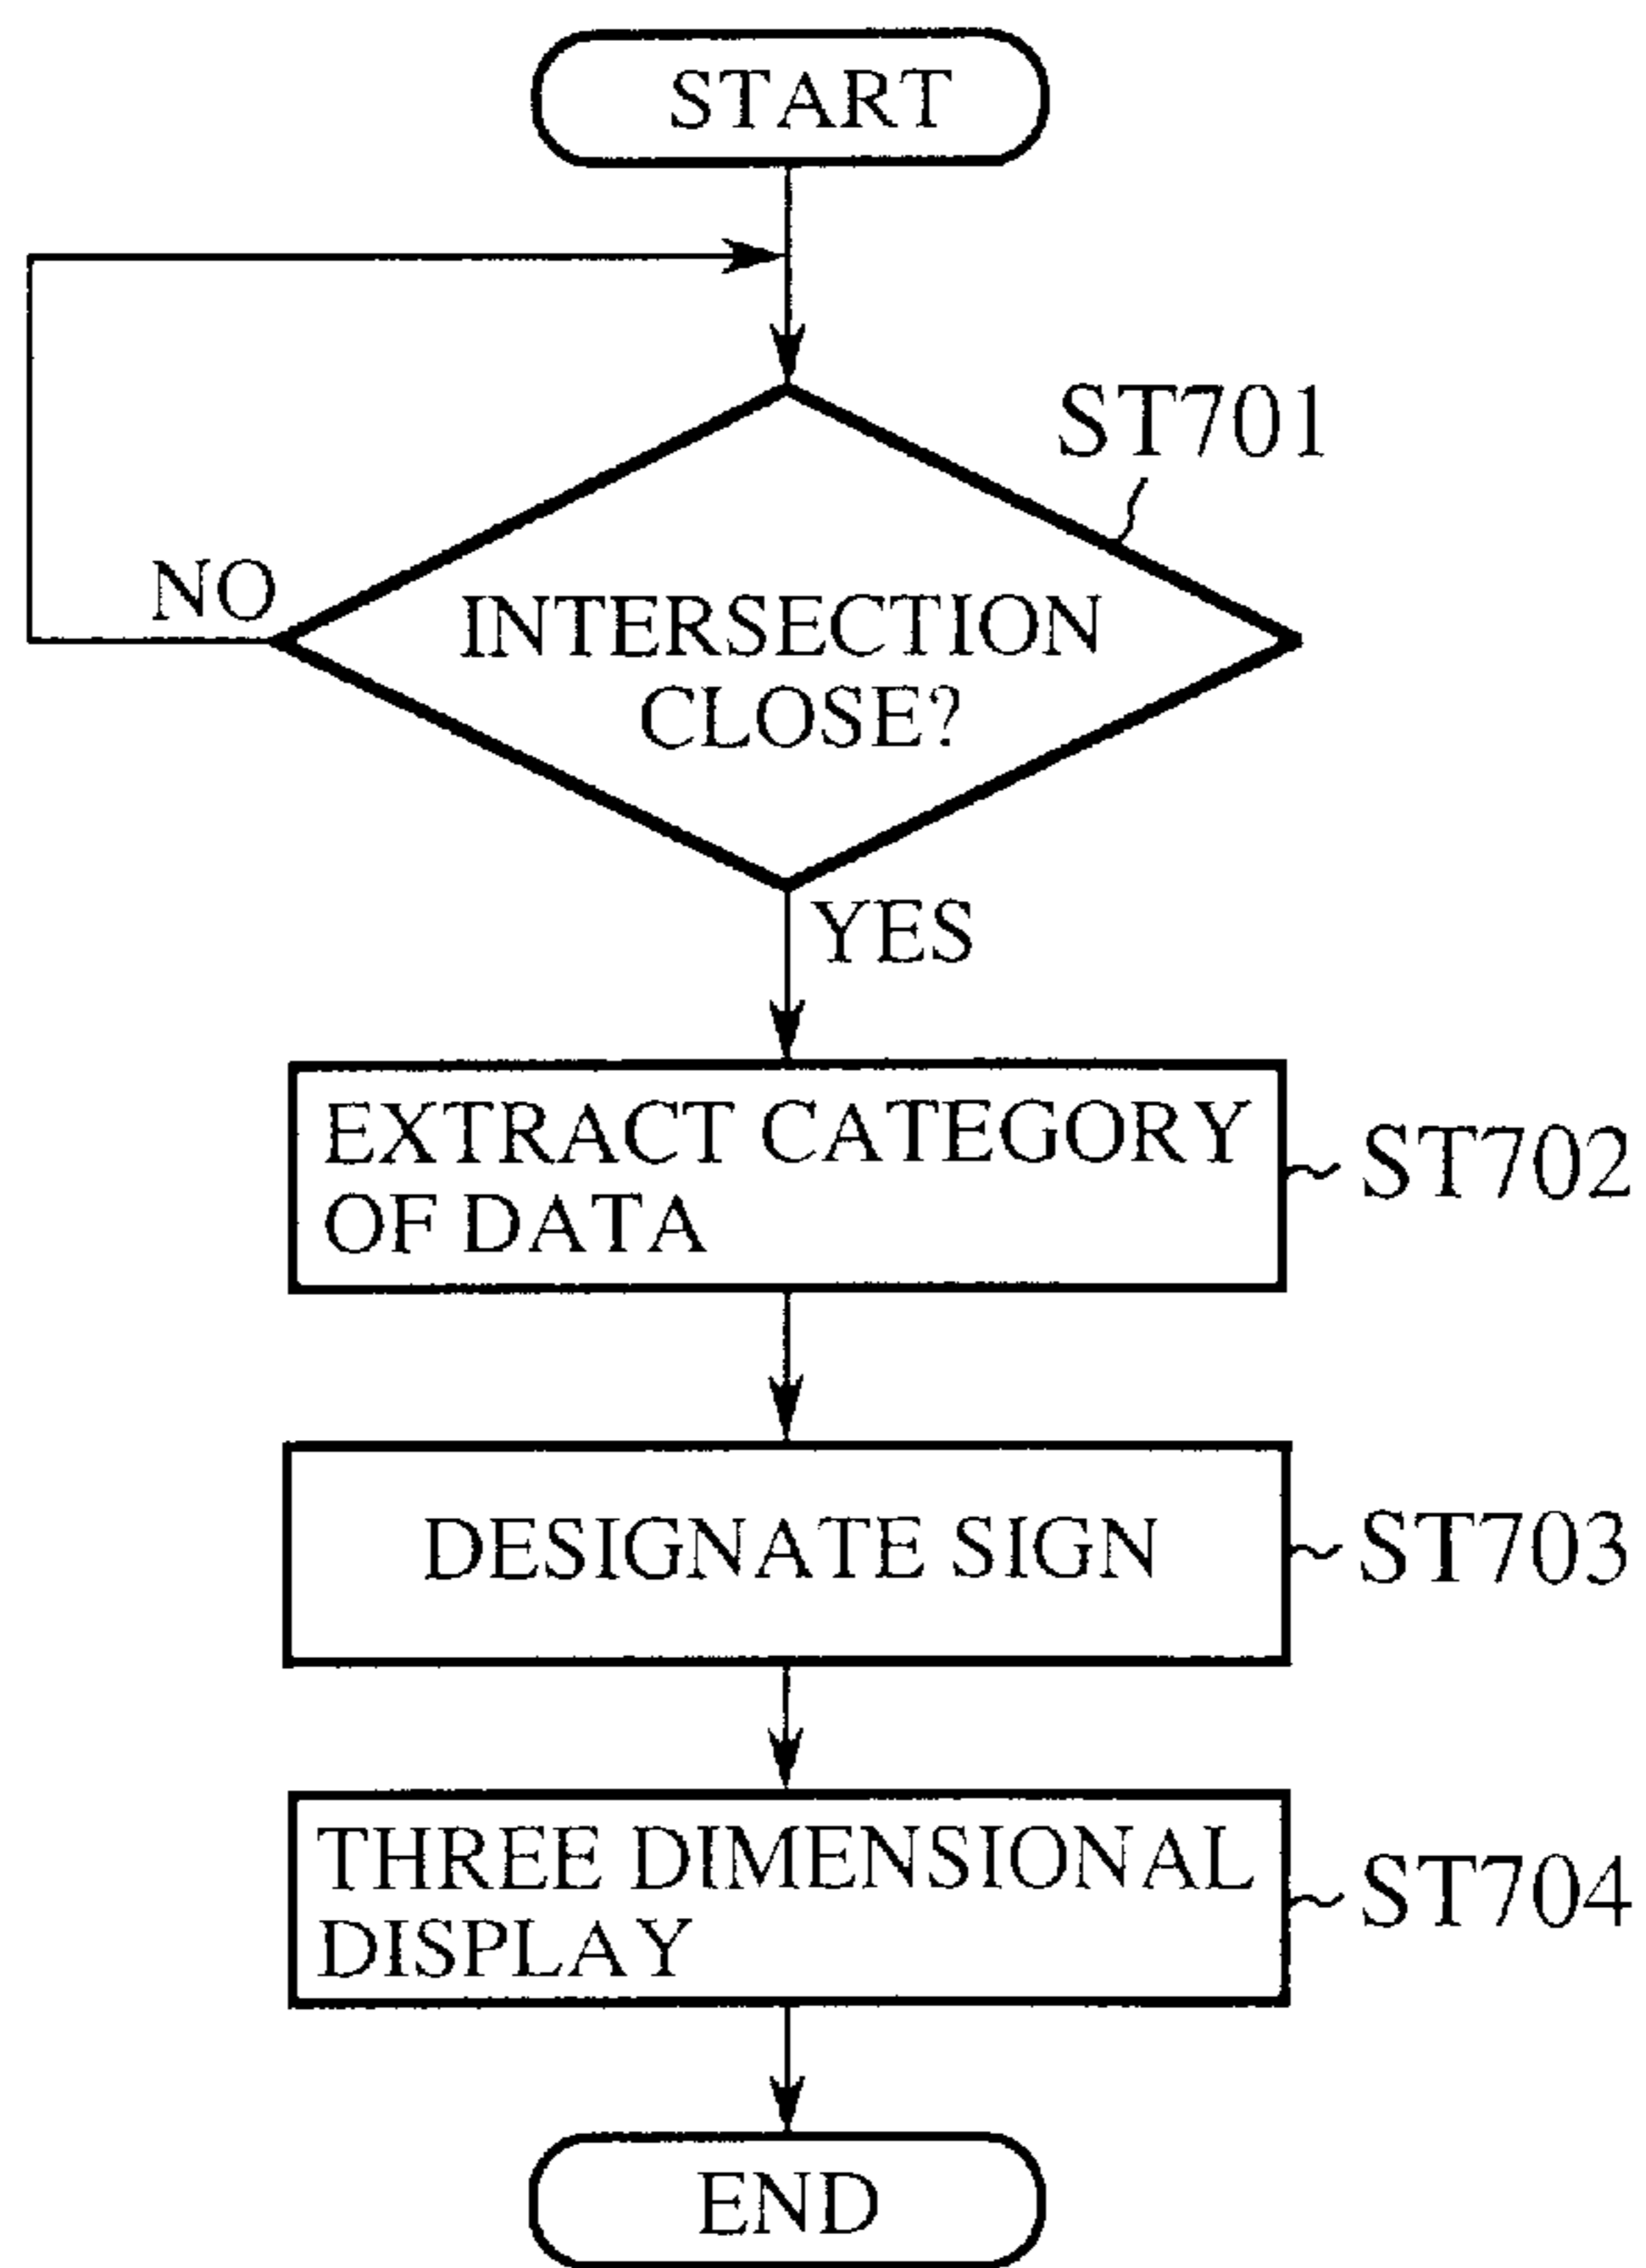 START
ST701
NO
INTERSECTION
CLOSE?
YES
EXTRACT CATEGORY
OF DATA
ST702
DESIGNATE SIGN
ST703
THREE DIMENSIONAL
DISPLAY
ST704
END